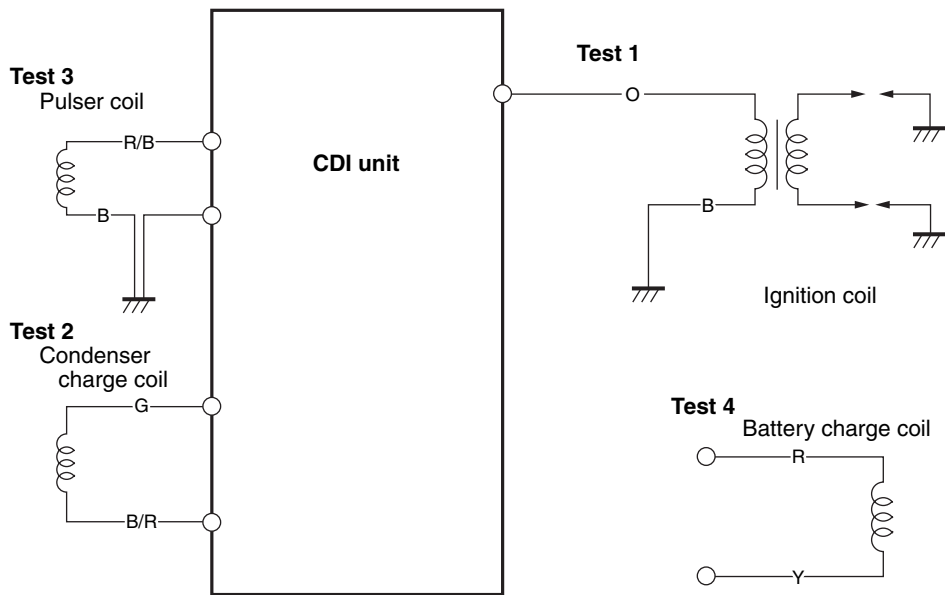 Test 3
Pulser coil
R/B
B
Test 2
Condenser
charge coil
G
B/R
CDI unit
Test 1
O
B
Ignition coil
Test 4
Battery charge coil
R
Y